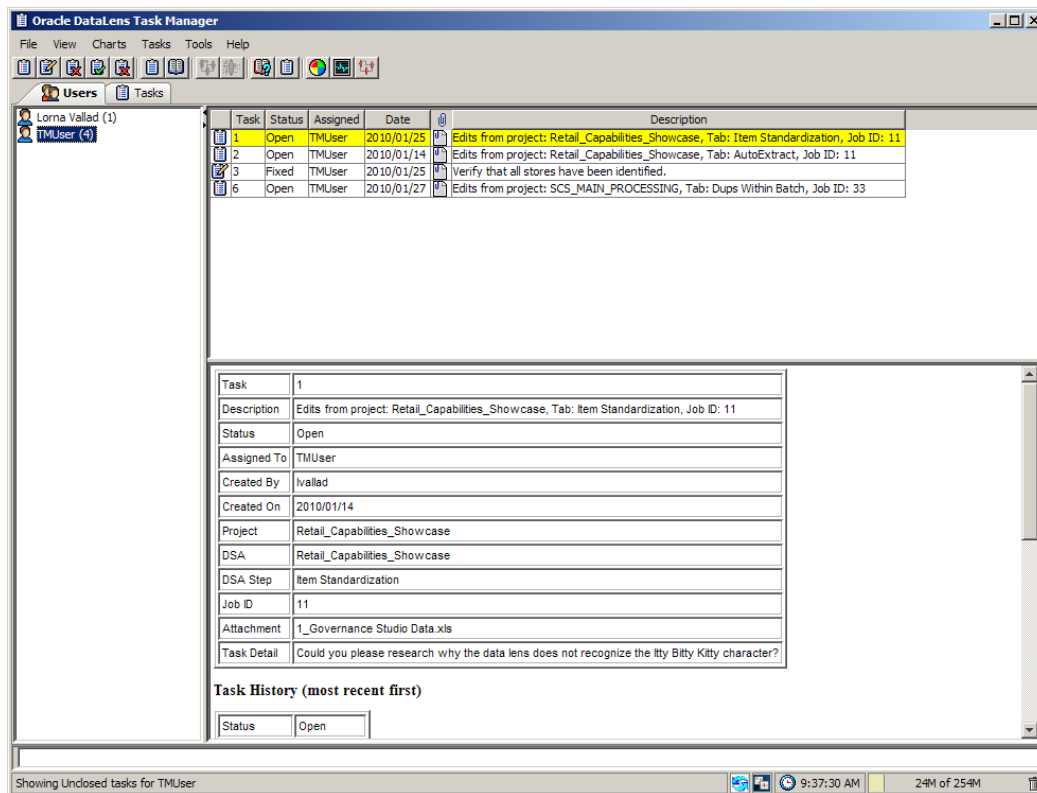 Oracle DataLens Task Manager
File View Charts Tasks Tools Help
Users Tasks
Lorna Vallad (1)
TMUser (4)
Task Status Assigned Date Description
1 Open TMUser 2010/01/25 Edits from project: Retail_Capabilities_Showcase, Tab: Item Standardization, Job ID: 11
2 Open TMUser 2010/01/14 Edits from project: Retail_Capabilities_Showcase, Tab: AutoExtract, Job ID: 11
3 Fixed TMUser 2010/01/25 Verify that all stores have been identified.
6 Open TMUser 2010/01/27 Edits from project: SCS_MAIN_PROCESSING, Tab: Dups Within Batch, Job ID: 33
Task 1
Description Edits from project: Retail_Capabilities_Showcase, Tab: Item Standardization, Job ID: 11
Status Open
Assigned To TMUser
Created By lvallad
Created On 2010/01/14
Project Retail_Capabilities_Showcase
DSA Retail_Capabilities_Showcase
DSA Step Item Standardization
Job ID 11
Attachment 1_Governance Studio Data.xls
Task Detail Could you please research why the data lens does not recognize the Itty Bitty Kitty character?
Task History (most recent first)
Status Open
Showing Unclosed tasks for TMUser 9:37:30 AM 24M of 254M